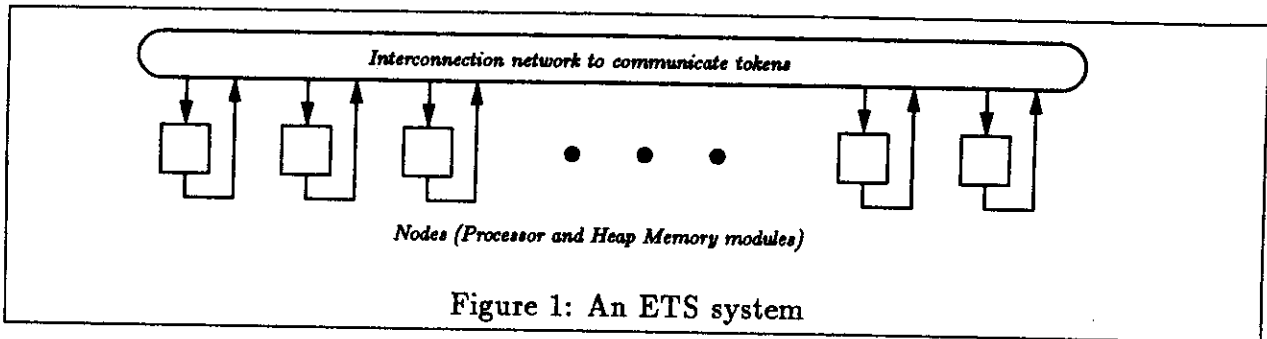 Interconnection network to communicate tokens
Nodes (Processor and Heap Memory modules)
Figure 1: An ETS system